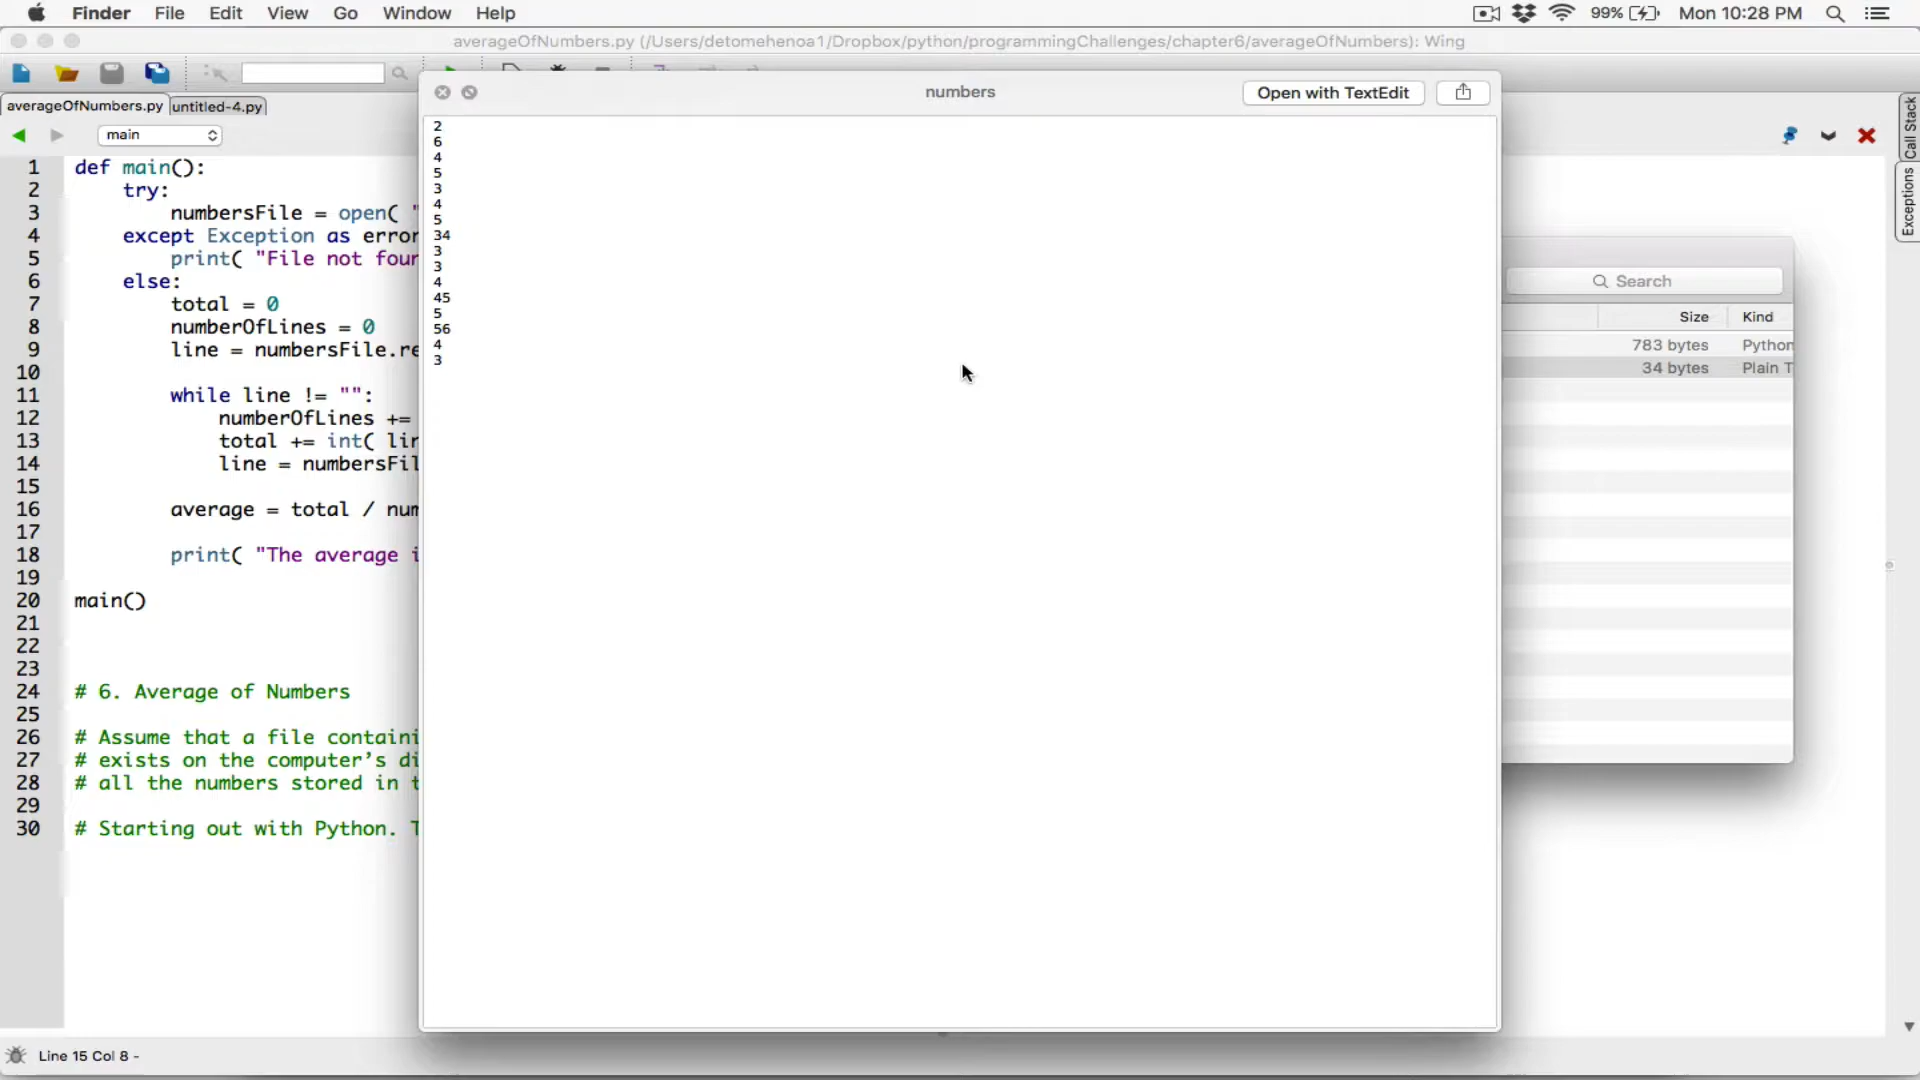 Finder File Edit View Go Window Help 99% Mon 10:28 PM
averageOfNumbers.py (/Users/detomehenoa1/Dropbox/python/programmingChallenges/chapter6/averageOfNumbers): Wing
averageOfNumbers.py untitled-4.py
main
numbers
Open with TextEdit
2
6
4
5
3
4
5
34
3
3
4
45
5
56
4
3
1 def main():
2 try:
3 numbersFile = open( "
4 except Exception as error
5 print( "File not four
6 else:
7 total = 0
8 numberOfLines = 0
9 line = numbersFile.re
10
11 while line != "":
12 numberOfLines +=
13 total += int( lin
14 line = numbersFil
15
16 average = total / num
17
18 print( "The average i
19
20 main()
21
22
23
24 # 6. Average of Numbers
25
26 # Assume that a file containi
27 # exists on the computer’s di
28 # all the numbers stored in t
29
30 # Starting out with Python. T
Search
Size Kind
783 bytes Python
34 bytes Plain T
Call Stack
Exceptions
Line 15 Col 8 -